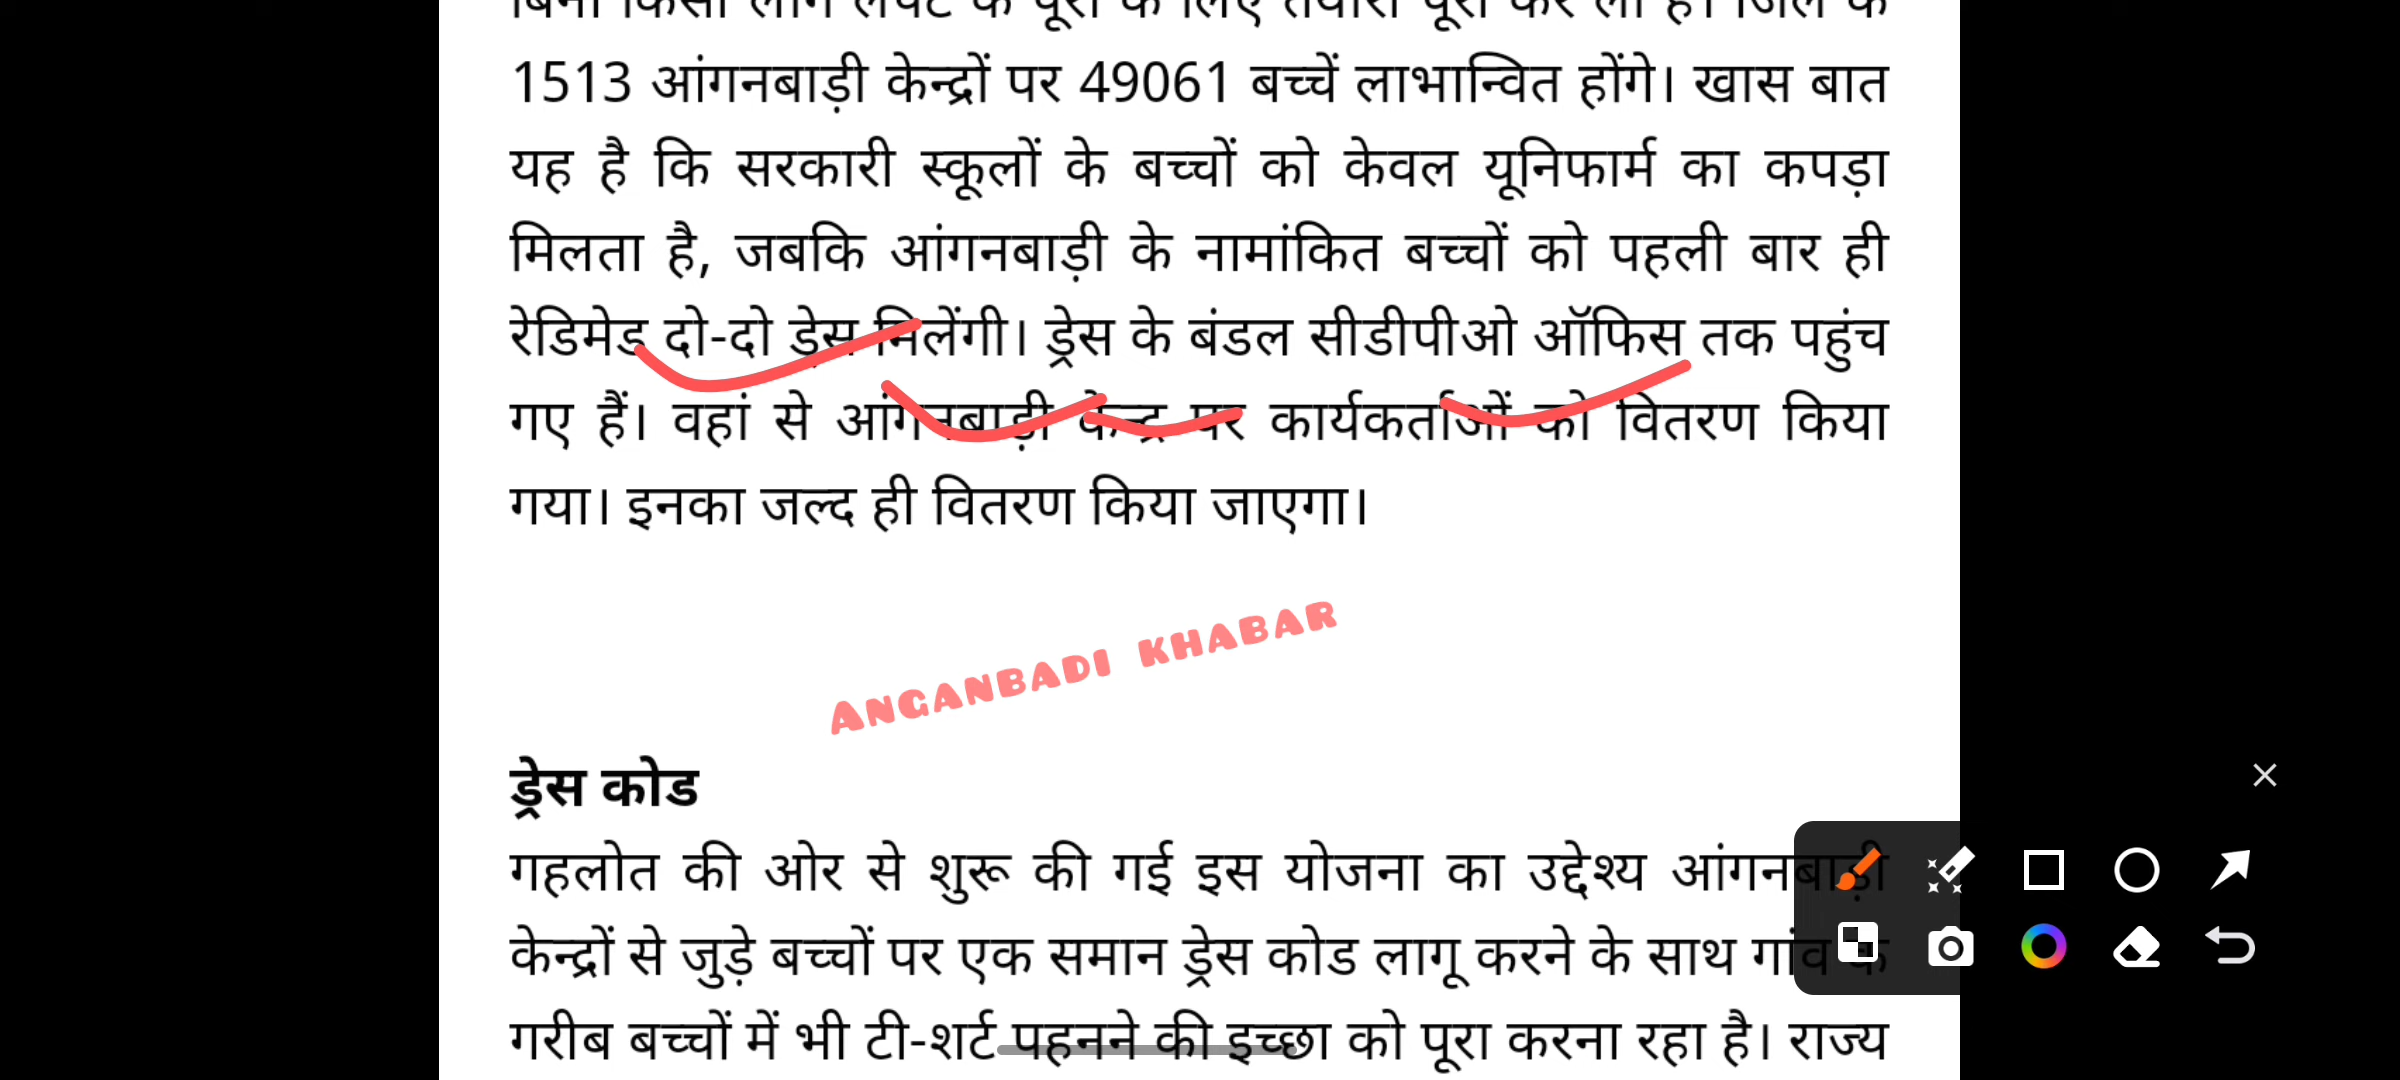 बिना किसी लाग लपेट के पूरा के लिए तैयारी पूरी कर ली है। जिले के
1513 आंगनबाड़ी केन्द्रों पर 49061 बच्चें लाभान्वित होंगे। खास बात
यह है कि सरकारी स्कूलों के बच्चों को केवल यूनिफार्म का कपड़ा
मिलता है, जबकि आंगनबाड़ी के नामांकित बच्चों को पहली बार ही
रेडिमेड दो-दो ड्रेस मिलेंगी। ड्रेस के बंडल सीडीपीओ ऑफिस तक पहुंच
गए हैं। वहां से आंगनबाड़ी केन्द्र पर कार्यकर्ताओं को वितरण किया
गया। इनका जल्द ही वितरण किया जाएगा।
ANGANBADI KHABAR
ड्रेस कोड
गहलोत की ओर से शुरू की गई इस योजना का उद्देश्य आंगनबाड़ी
केन्द्रों से जुड़े बच्चों पर एक समान ड्रेस कोड लागू करने के साथ गांव के
गरीब बच्चों में भी टी-शर्ट पहनने की इच्छा को पूरा करना रहा है। राज्य